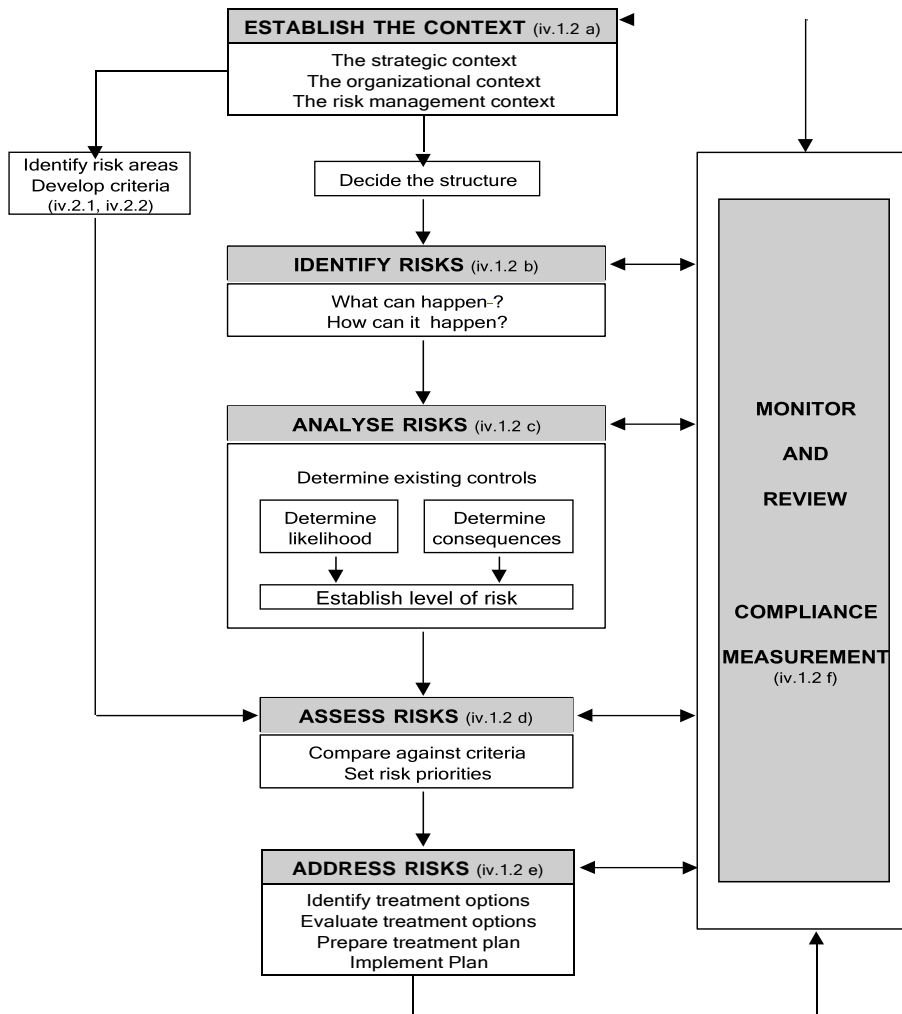 ESTABLISH THE CONTEXT (iv.1.2 a)
The strategic context
The organizational context
The risk management context
Identify risk areas
Develop criteria
(iv.2.1, iv.2.2)
Decide the structure
IDENTIFY RISKS (iv.1.2 b)
What can happen-?
How can it happen?
ANALYSE RISKS (iv.1.2 c)
Determine existing controls
Determine
likelihood
Determine
consequences
Establish level of risk
ASSESS RISKS (iv.1.2 d)
Compare against criteria
Set risk priorities
ADDRESS RISKS (iv.1.2 e)
Identify treatment options
Evaluate treatment options
Prepare treatment plan
Implement Plan
MONITOR
AND
REVIEW
COMPLIANCE
MEASUREMENT
(iv.1.2 f)